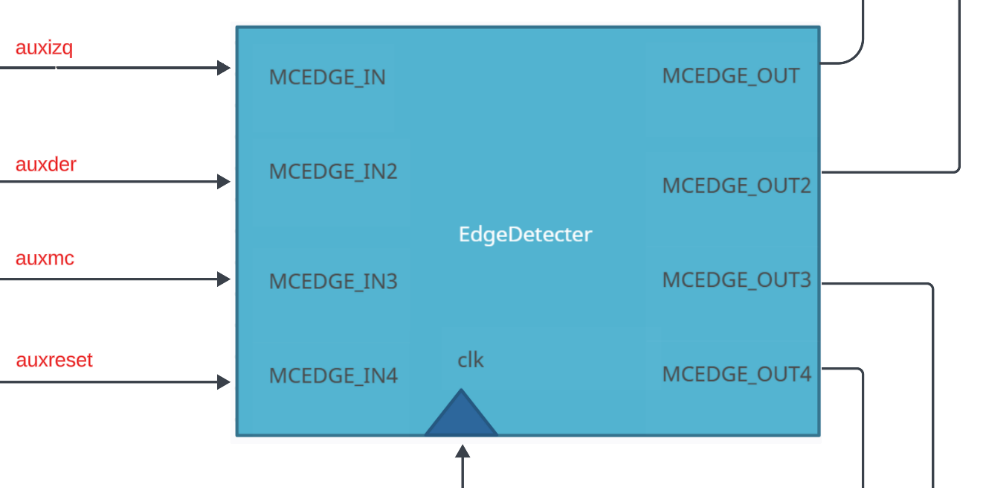 auxizq
MCEDGE_IN
MCEDGE_OUT
auxder
MCEDGE_IN2
MCEDGE_OUT2
EdgeDetecter
auxmc
MCEDGE_IN3
MCEDGE_OUT3
auxreset
clk
MCEDGE_IN4
MCEDGE_OUT4